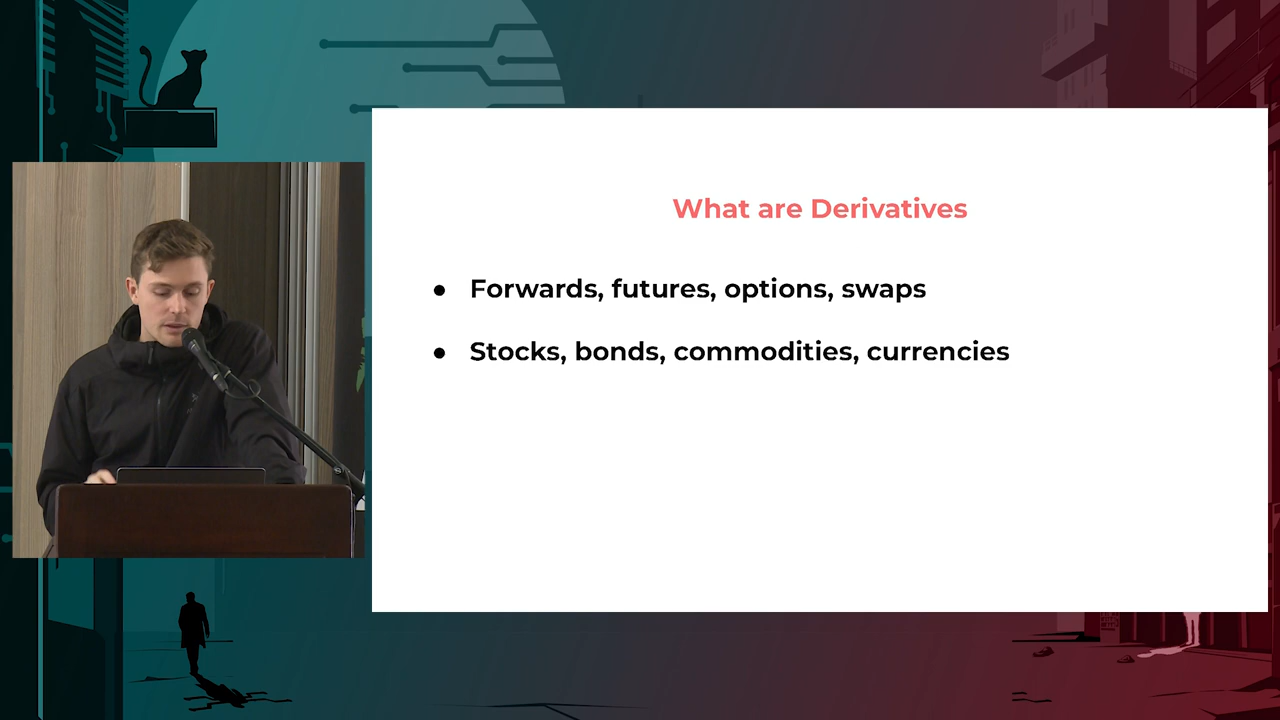 What are Derivatives
● Forwards, futures, options, swaps
● Stocks, bonds, commodities, currencies